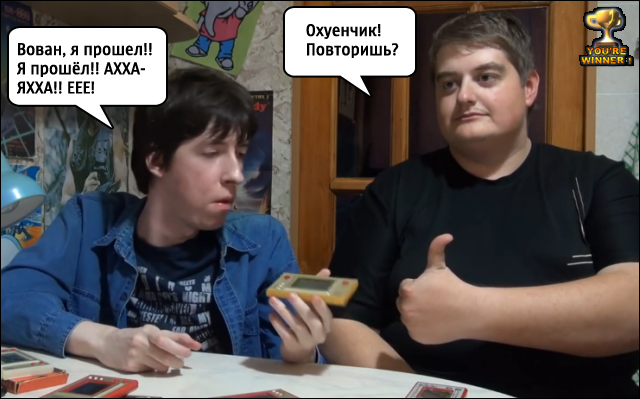 Вован, я прошел!!
Я прошёл!! АХХА-
ЯХХА!! ЕЕЕ!
Охуенчик!
Повторишь?
YOU'RE
WINNER!